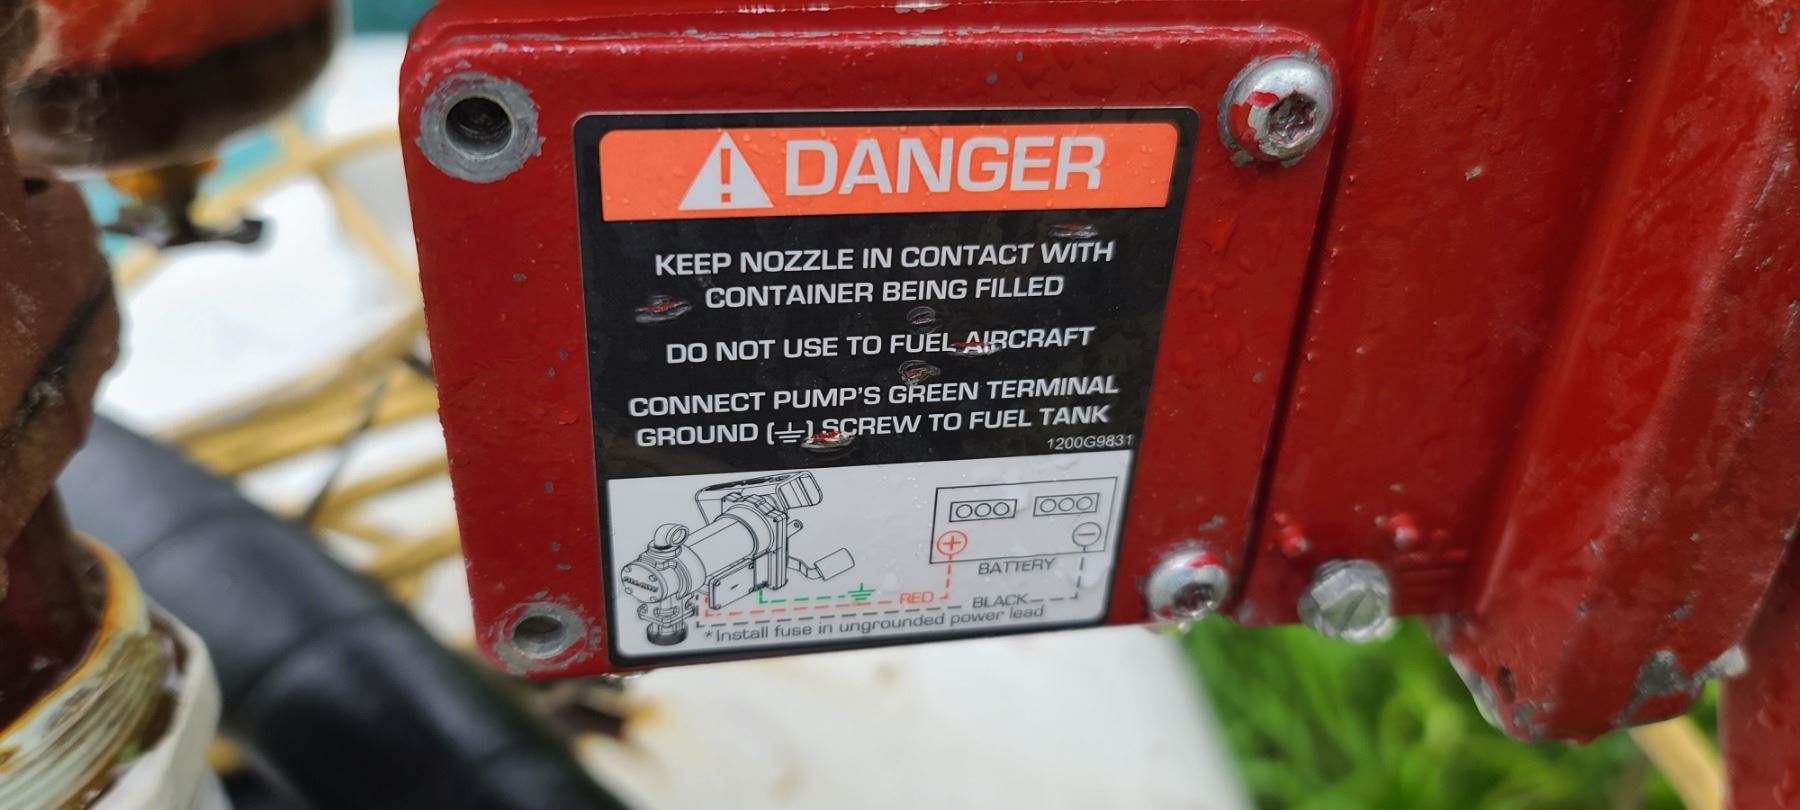 DANGER
KEEP NOZZLE IN CONTACT WITH
CONTAINER BEING FILLED
DO NOT USE TO FUEL AIRCRAFT
CONNECT PUMP'S GREEN TERMINAL
GROUND (⏚) SCREW TO FUEL TANK
1200G9831
+
−
BATTERY
RED
BLACK
*Install fuse in ungrounded power lead